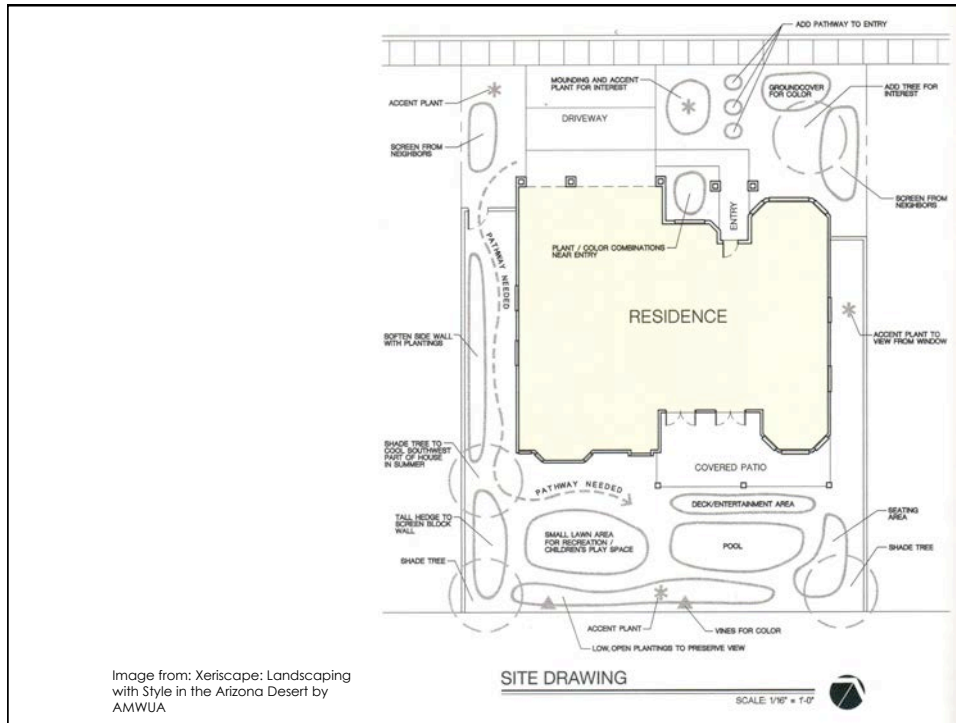 ADD PATHWAY TO ENTRY
MOUNDING AND ACCENT
PLANT FOR INTEREST
GROUNDCOVER
FOR COLOR
ADD TREE FOR
INTEREST
ACCENT PLANT
DRIVEWAY
SCREEN FROM
NEIGHBORS
SCREEN FROM
NEIGHBORS
ENTRY
PATHWAY NEEDED
PLANT / COLOR COMBINATIONS
NEAR ENTRY
RESIDENCE
SOFTEN SIDE WALL
WITH PLANTINGS
ACCENT PLANT TO
VIEW FROM WINDOW
SHADE TREE TO
COOL SOUTHWEST
PART OF HOUSE
IN SUMMER
COVERED PATIO
PATHWAY NEEDED
DECK/ENTERTAINMENT AREA
TALL HEDGE TO
SCREEN BLOCK
WALL
SEATING
AREA
SMALL LAWN AREA
FOR RECREATION /
CHILDREN'S PLAY SPACE
POOL
SHADE TREE
SHADE TREE
ACCENT PLANT
VINES FOR COLOR
LOW, OPEN PLANTINGS TO PRESERVE VIEW
Image from: Xeriscape: Landscaping
with Style in the Arizona Desert by
AMWUA
SITE DRAWING
SCALE: 1/16" = 1'-0"